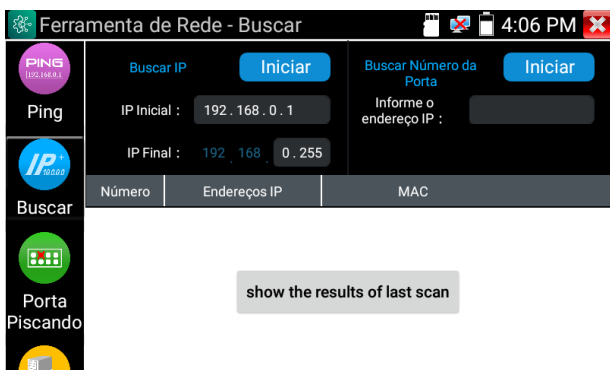 Ferramenta de Rede - Buscar
4:06 PM
PING
192.168.0.1
Ping
IP
10.0.0.0
Buscar
Porta
Piscando
Buscar IP
Iniciar
IP Inicial :
192 . 168 . 0 . 1
IP Final :
192 . 168 . 0 . 255
Buscar Número da
Porta
Iniciar
Informe o
endereço IP :
Número
Endereços IP
MAC
show the results of last scan